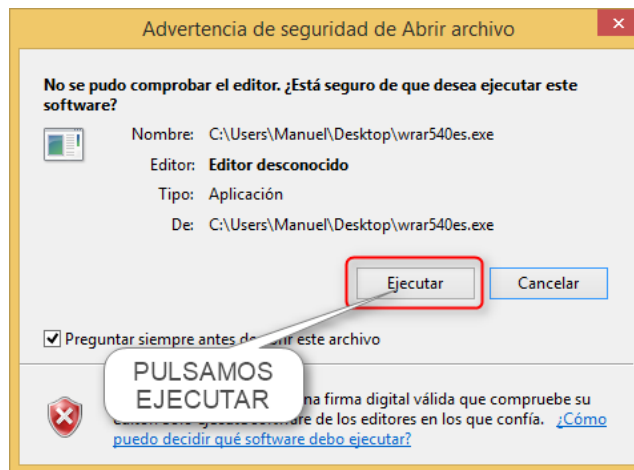 Advertencia de seguridad de Abrir archivo
No se pudo comprobar el editor. ¿Está seguro de que desea ejecutar este
software?
Nombre: C:\Users\Manuel\Desktop\wrar540es.exe
Editor: Editor desconocido
Tipo: Aplicación
De: C:\Users\Manuel\Desktop\wrar540es.exe
Ejecutar Cancelar
Preguntar siempre antes de abrir este archivo
PULSAMOS
EJECUTAR
na firma digital válida que compruebe su
de los editores en los que confía. ¿Cómo
puedo decidir qué software debo ejecutar?